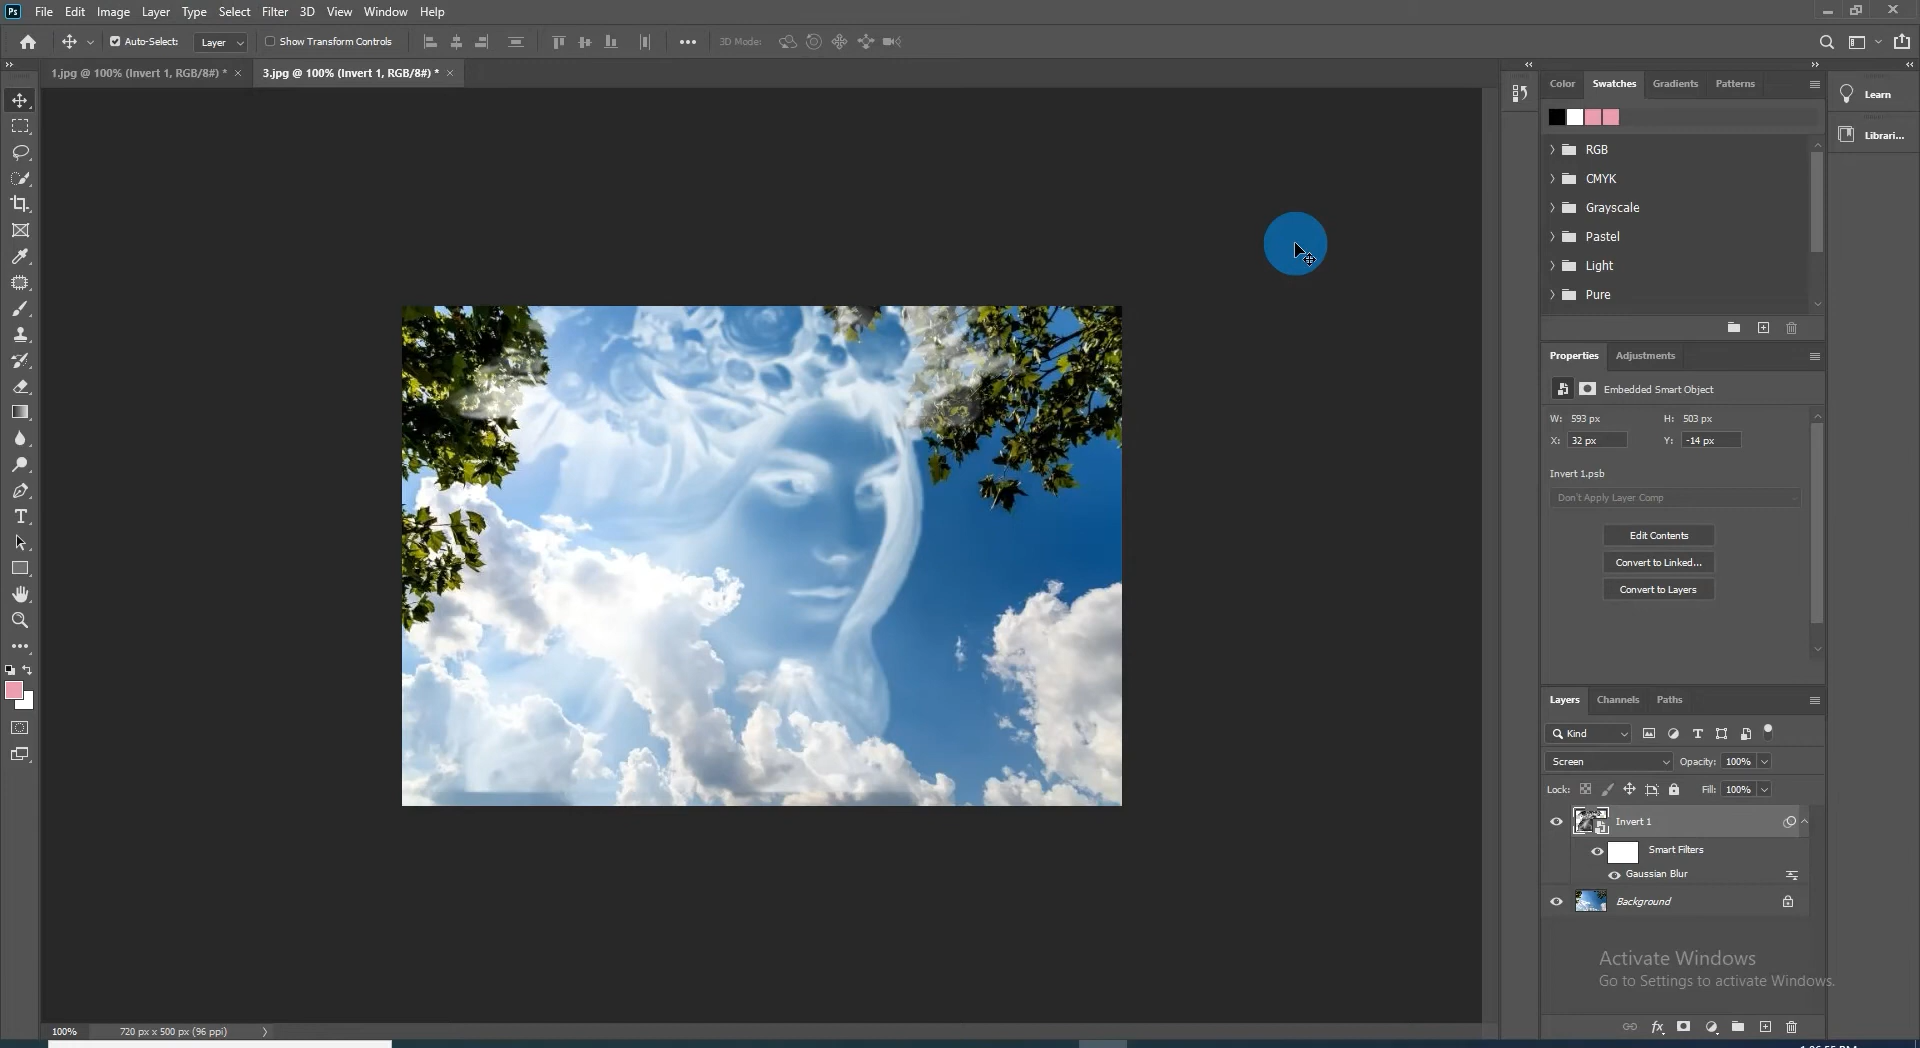 Ps File Edit Image Layer Type Select Filter 3D View Window Help
Auto-Select: Layer Show Transform Controls 3D Mode:
1.jpg @ 100% (Invert 1, RGB/8#) * × 3.jpg @ 100% (Invert 1, RGB/8#) * ×
Color Swatches Gradients Patterns
Learn
Librari...
RGB
CMYK
Grayscale
Pastel
Light
Pure
Properties Adjustments
Embedded Smart Object
W: 593 px H: 503 px
X: 32 px Y: -14 px
Invert 1.psb
Don't Apply Layer Comp
Edit Contents
Convert to Linked...
Convert to Layers
Layers Channels Paths
Kind
Screen Opacity: 100%
Lock: Fill: 100%
Invert 1
Smart Filters
Gaussian Blur
Background
Activate Windows
Go to Settings to activate Windows.
fx
100% 720 px x 500 px (96 ppi)